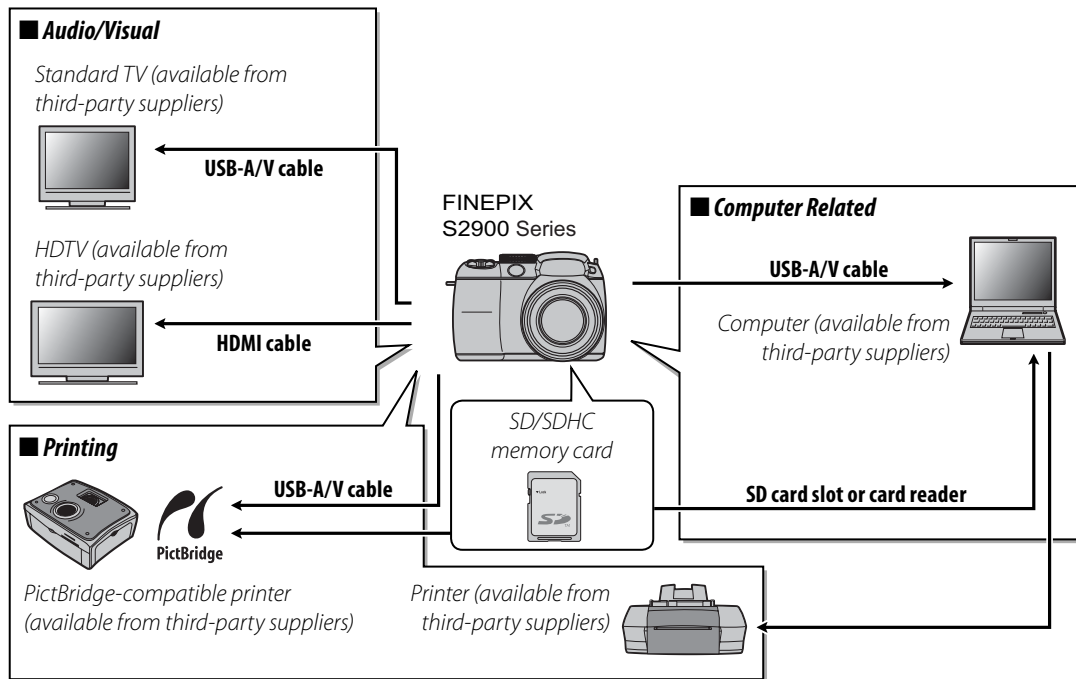 ■ Audio/Visual
Standard TV (available from
third-party suppliers)
USB-A/V cable
HDTV (available from
third-party suppliers)
HDMI cable
FINEPIX
S2900 Series
■ Computer Related
USB-A/V cable
Computer (available from
third-party suppliers)
SD/SDHC
memory card
Lock
SD
TM
SD card slot or card reader
■ Printing
USB-A/V cable
PictBridge
PictBridge-compatible printer
(available from third-party suppliers)
Printer (available from
third-party suppliers)